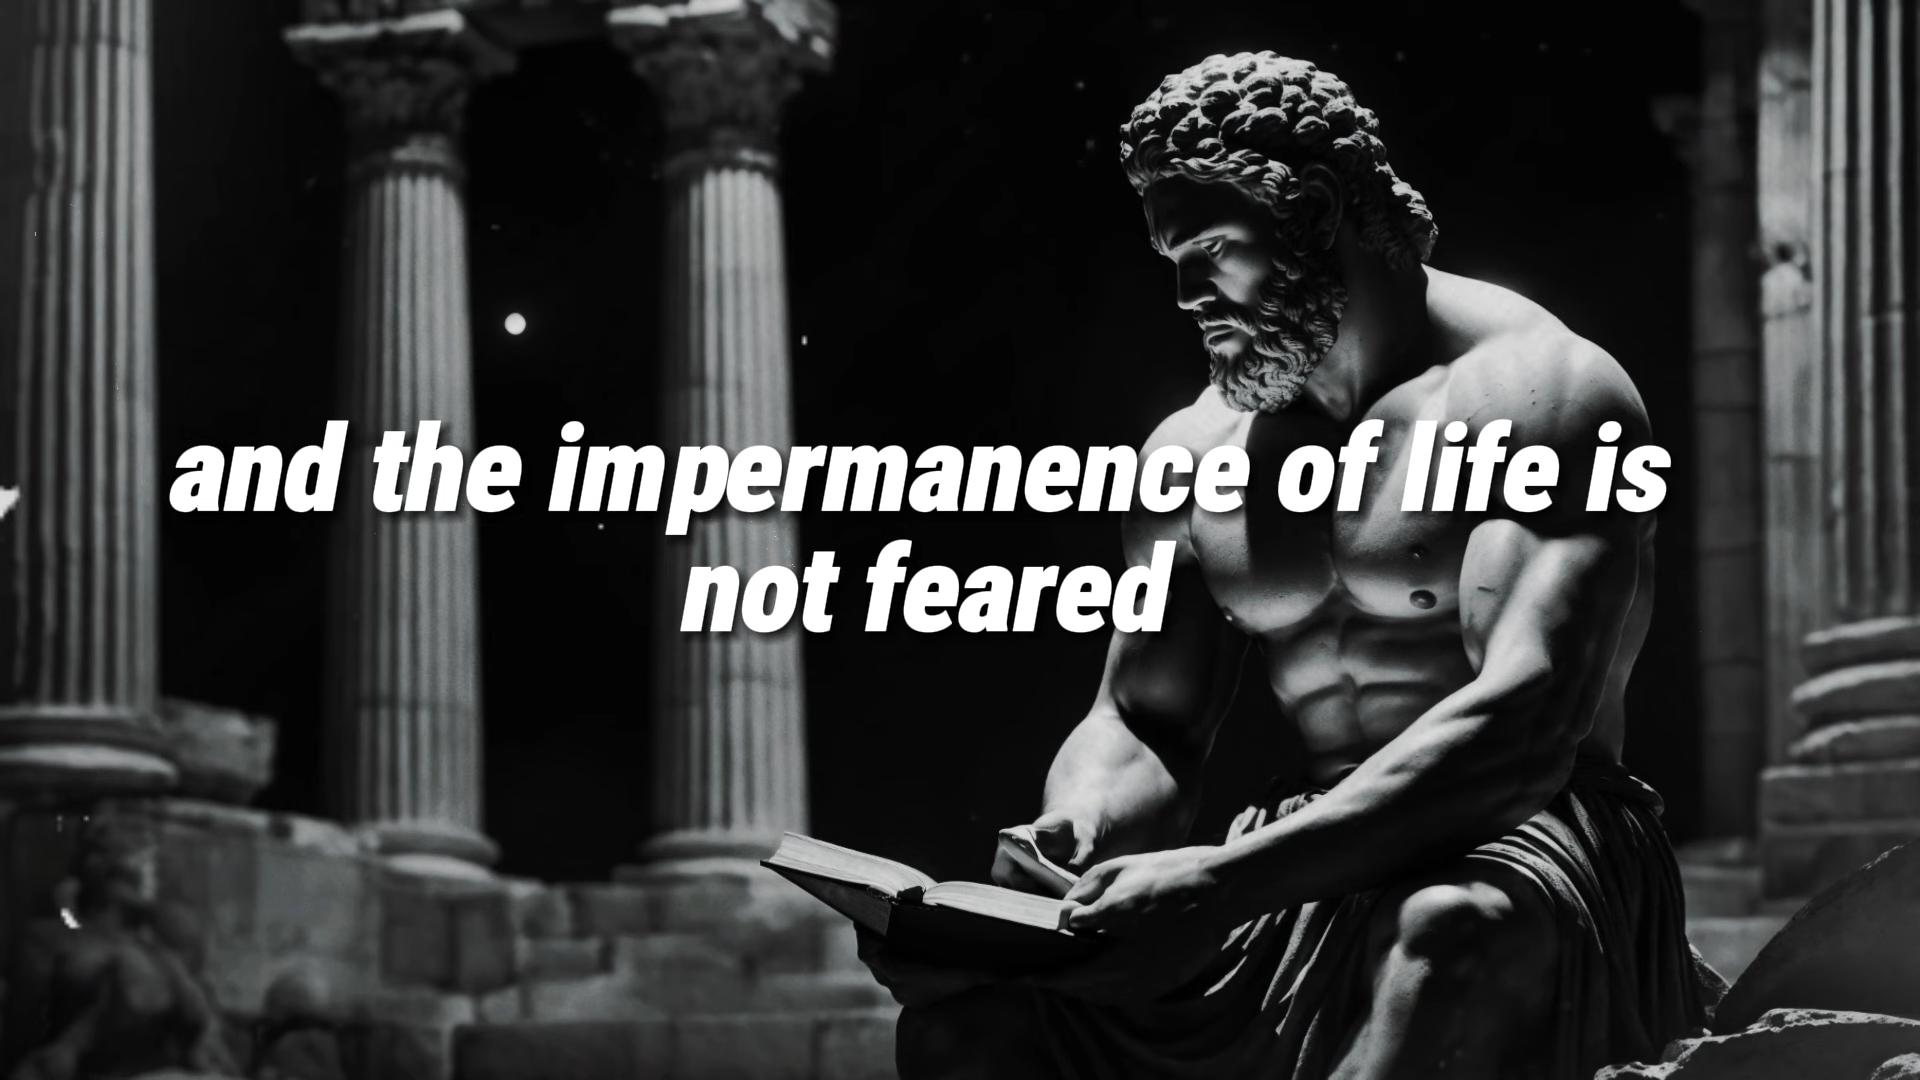 and the impermanence of life is
not feared